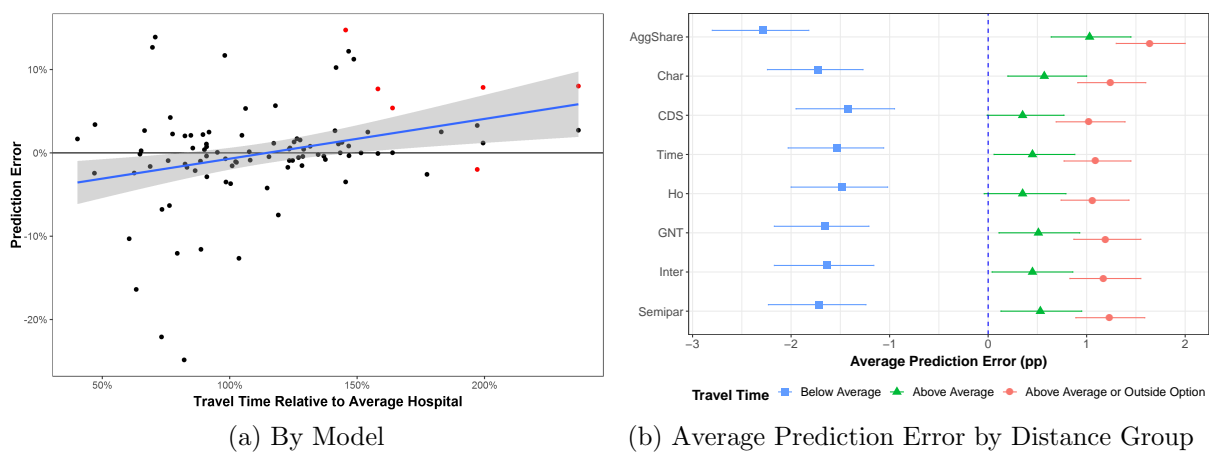 10%
0%
-10%
-20%
Prediction Error
50%
100%
150%
200%
Travel Time Relative to Average Hospital
(a) By Model
AggShare
Char
CDS
Time
Ho
GNT
Inter
Semipar
−3
−2
−1
0
1
2
Average Prediction Error (pp)
Travel Time Below Average Above Average Above Average or Outside Option
(b) Average Prediction Error by Distance Group